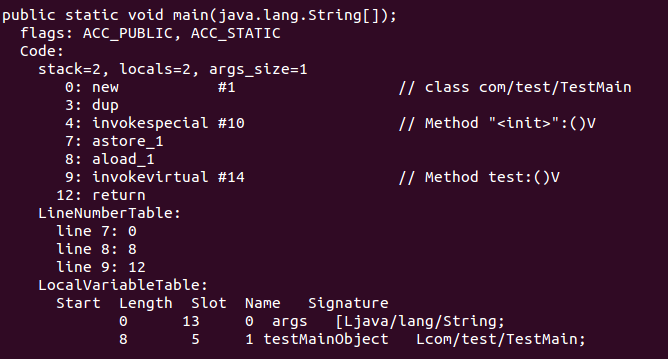 public static void main(java.lang.String[]);
flags: ACC_PUBLIC, ACC_STATIC
Code:
stack=2, locals=2, args_size=1
0: new #1 // class com/test/TestMain
3: dup
4: invokespecial #10 // Method "<init>":()V
7: astore_1
8: aload_1
9: invokevirtual #14 // Method test:()V
12: return
LineNumberTable:
line 7: 0
line 8: 8
line 9: 12
LocalVariableTable:
Start Length Slot Name Signature
0 13 0 args [Ljava/lang/String;
8 5 1 testMainObject Lcom/test/TestMain;